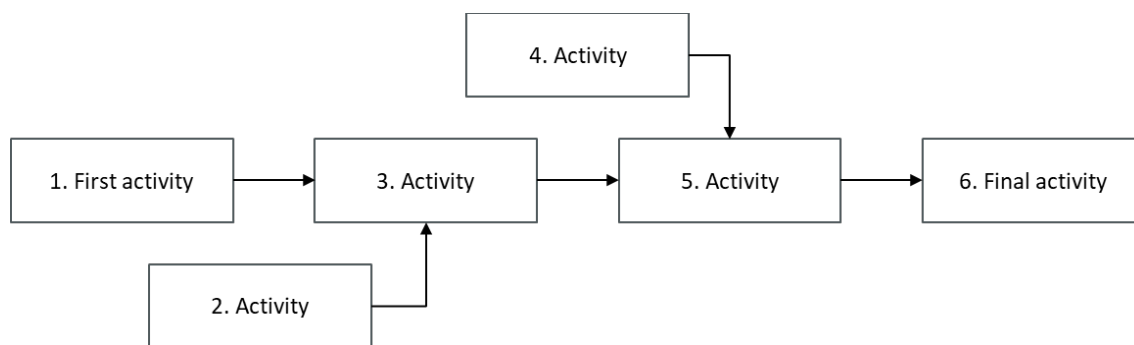 4. Activity
1. First activity
3. Activity
5. Activity
6. Final activity
2. Activity